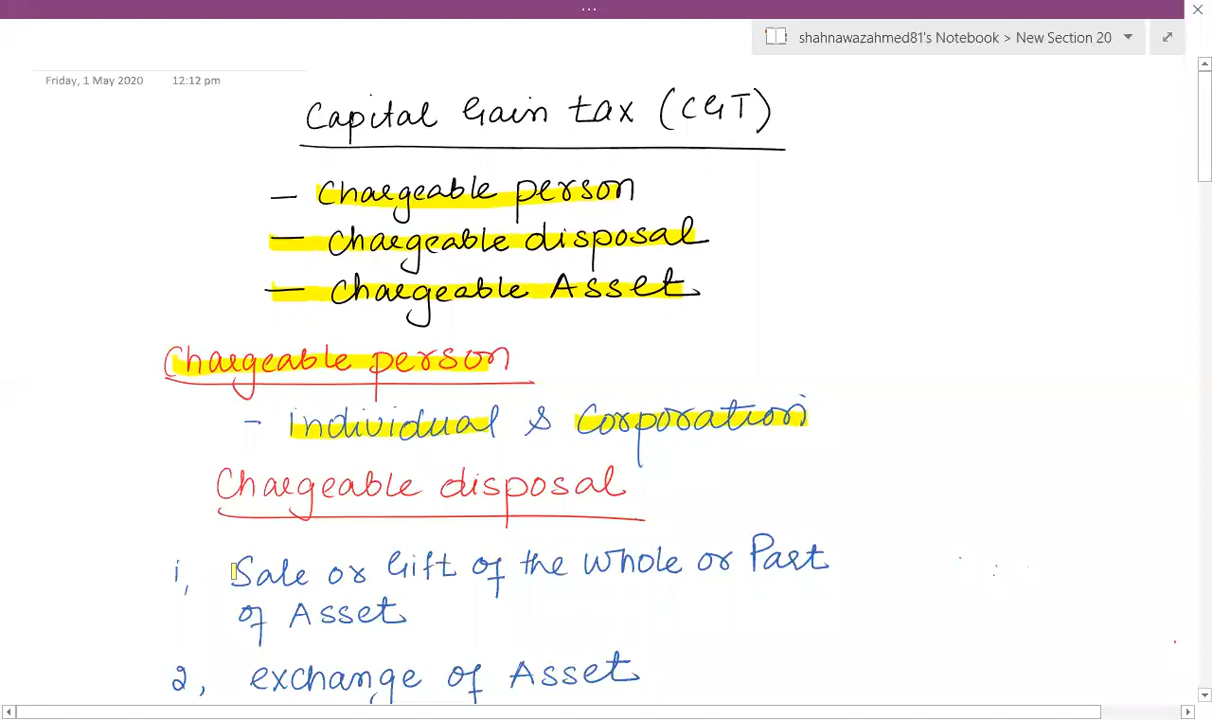 shahnawazahmed81's Notebook > New Section 20
Friday, 1 May 2020 12:12 pm
Capital Gain tax (CGT)
– Chargeable person
– Chargeable disposal
– Chargeable Asset
Chargeable person
- individual & Corporation
Chargeable disposal
i, Sale or Gift of the whole or Part
of Asset
2, exchange of Asset